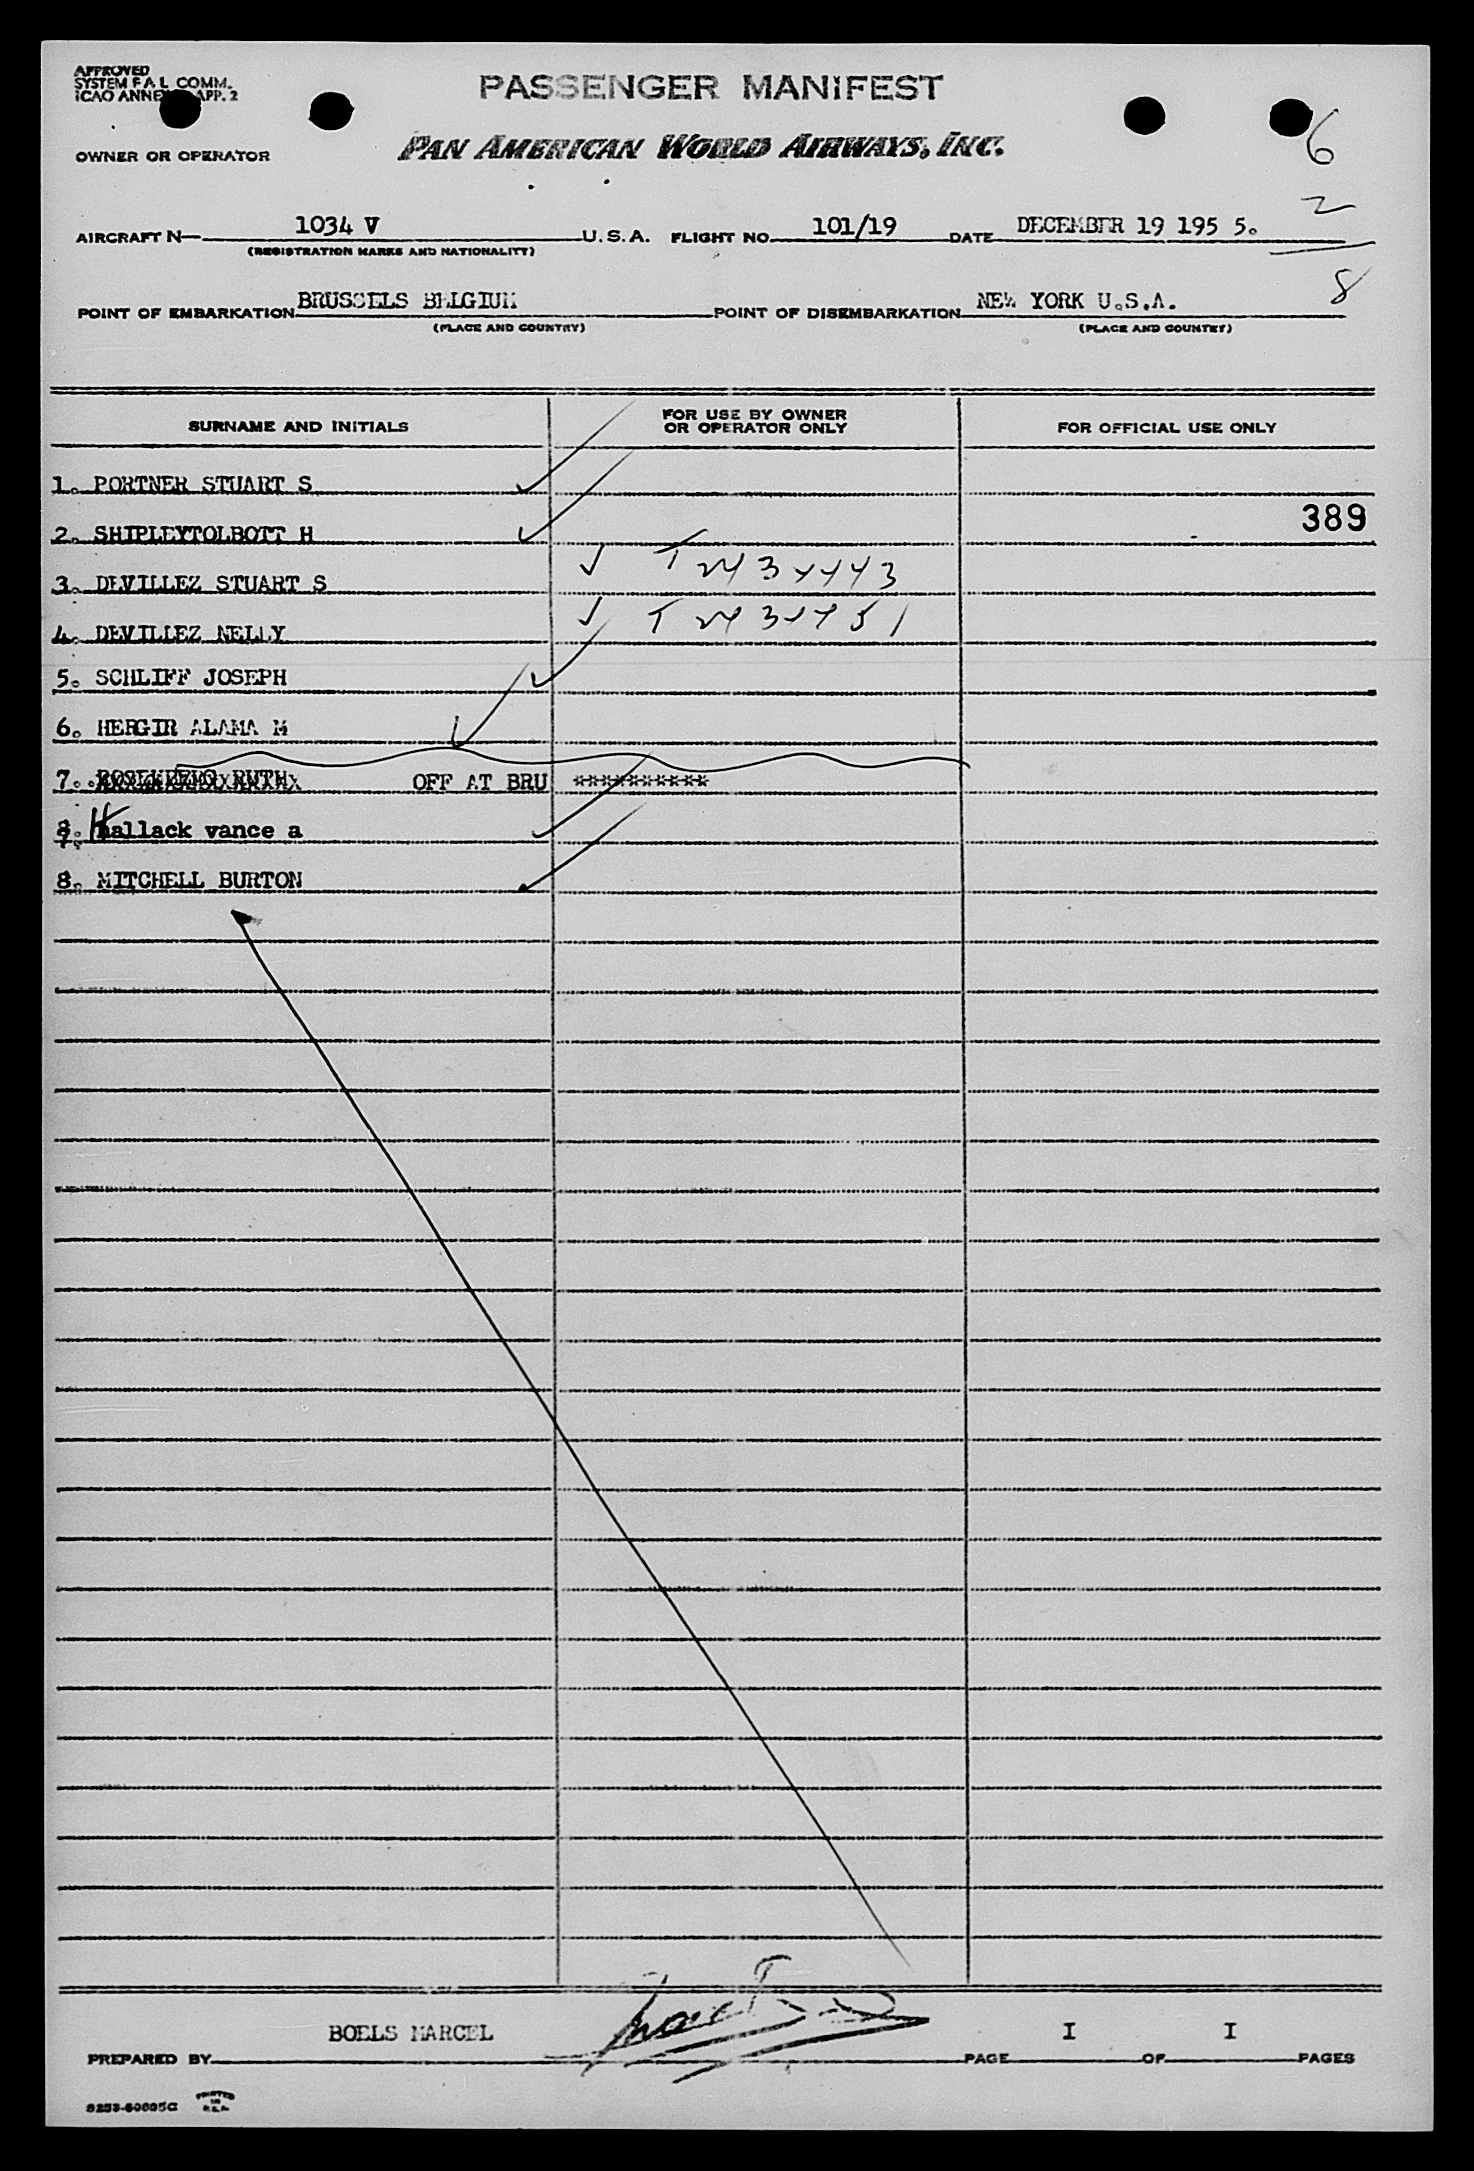 APPROVED
SYSTEM F A L COMM.
ICAO ANNEX APP. 2
PASSENGER MANIFEST
6
OWNER OR OPERATOR PAN AMERICAN WORLD AIRWAYS, INC.
2
AIRCRAFT N— 1034 V U.S.A. FLIGHT NO. 101/19 DATE DECEMBER 19 195 5.
(REGISTRATION MARKS AND NATIONALITY)
8
POINT OF EMBARKATION BRUSSELS BELGIUM POINT OF DISEMBARKATION NEW YORK U.S.A.
(PLACE AND COUNTRY) (PLACE AND COUNTRY)
SURNAME AND INITIALS FOR USE BY OWNER OR OPERATOR ONLY FOR OFFICIAL USE ONLY
1. PORTNER STUART S
389
2. SHIPLEYTOLBOTT H
3. DEVILLEZ STUART S
4. DEVILLEZ NELLY
5. SCHLIFF JOSEPH
6. HERGIR ALAMA M
7. RUTH OFF AT BRU **********
7. Hallack vance a
8. MITCHELL BURTON
BOELS MARCEL I I
PREPARED BY PAGE OF PAGES
PRINTED
IN
U.S.A.